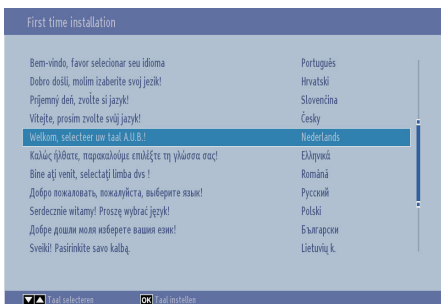 First time installation
Bem-vindo, favor selecionar seu idioma Português
Dobro došli, molim izaberite svoj jezik! Hrvatski
Príjemný deň, zvoľte si jazyk! Slovenčina
Vítejte, prosím zvolte svůj jazyk! Česky
Welkom, selecteer uw taal A.U.B.! Nederlands
Καλώς ήλθατε, παρακαλούμε επιλέξτε τη γλώσσα σας! Ελληνικά
Bine aţi venit, selectaţi limba dvs ! Română
Добро пожаловать, пожалуйста, выберите язык! Русский
Serdecznie witamy! Proszę wybrać język! Polski
Добре дошли моля изберете вашия език! Български
Sveiki! Pasirinkite savo kalbą. Lietuvių k.
Taal selecteren OK Taal instellen